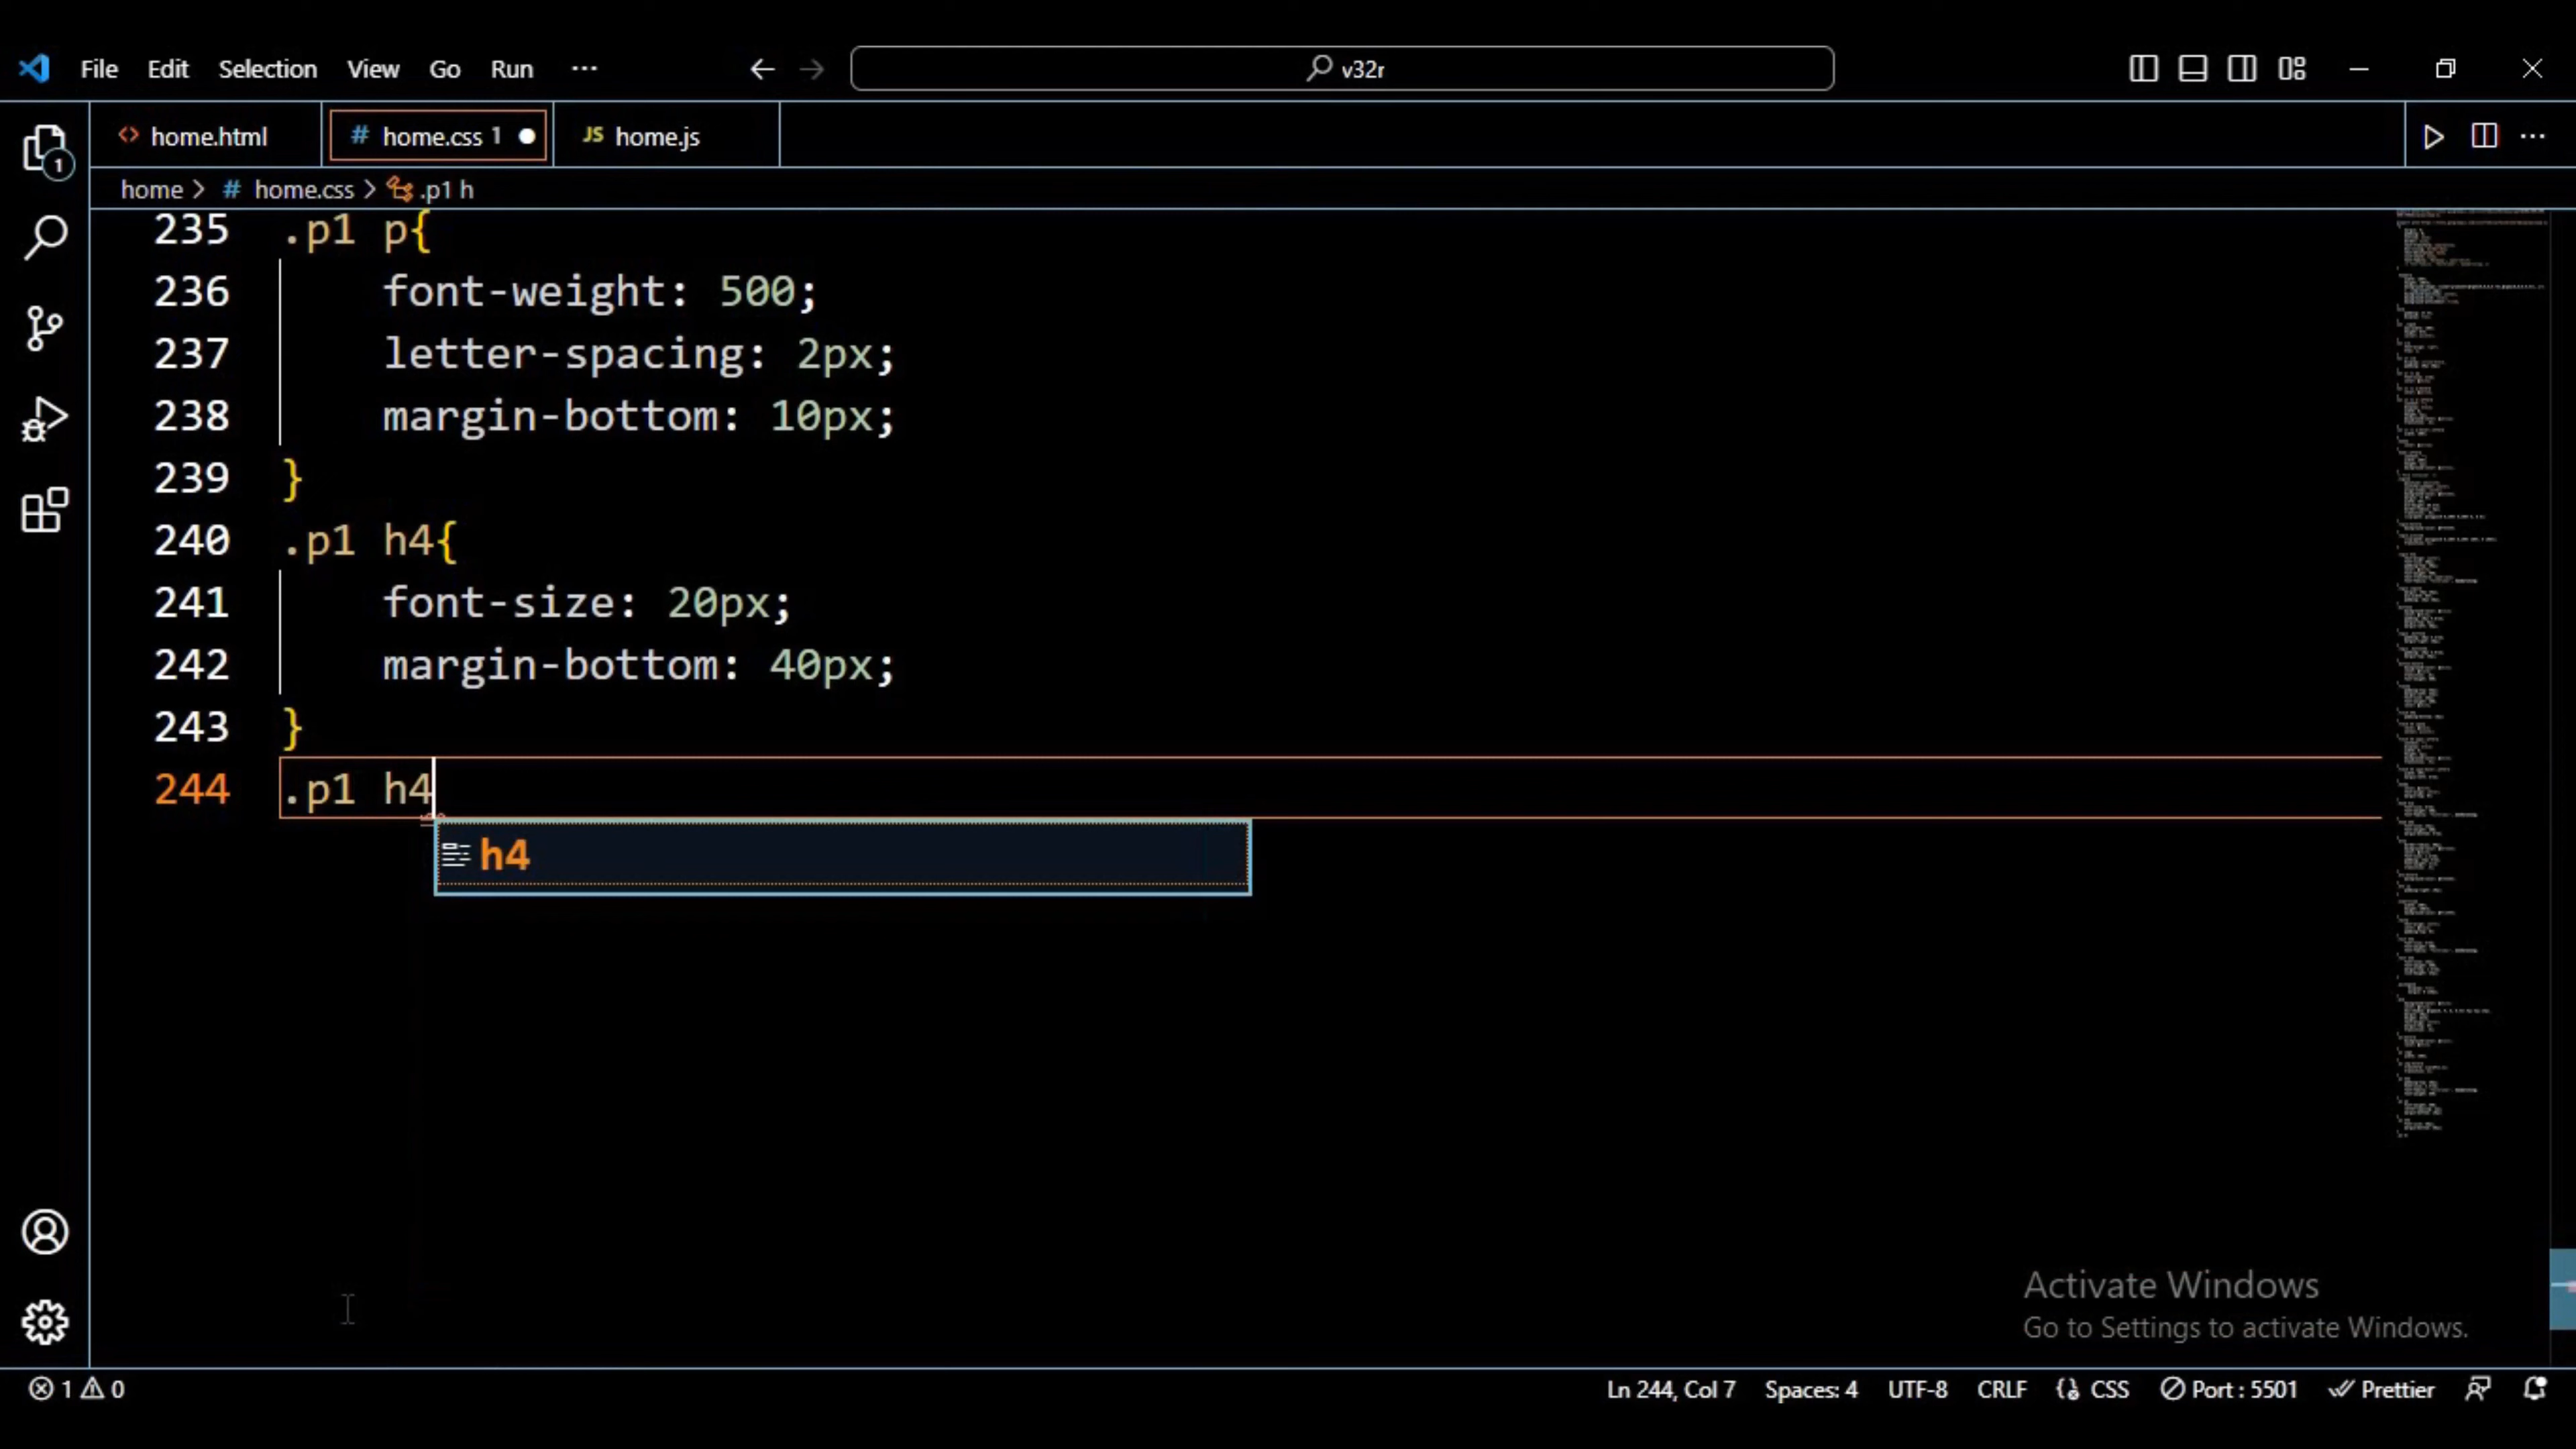 File Edit Selection View Go Run ···
v32r
home.html
# home.css 1
JS home.js
1
home > # home.css > .p1 h
235 .p1 p{
236 font-weight: 500;
237 letter-spacing: 2px;
238 margin-bottom: 10px;
239 }
240 .p1 h4{
241 font-size: 20px;
242 margin-bottom: 40px;
243 }
244 .p1 h4
h4
Activate Windows
Go to Settings to activate Windows.
1 0 Ln 244, Col 7 Spaces: 4 UTF-8 CRLF CSS Port : 5501 Prettier